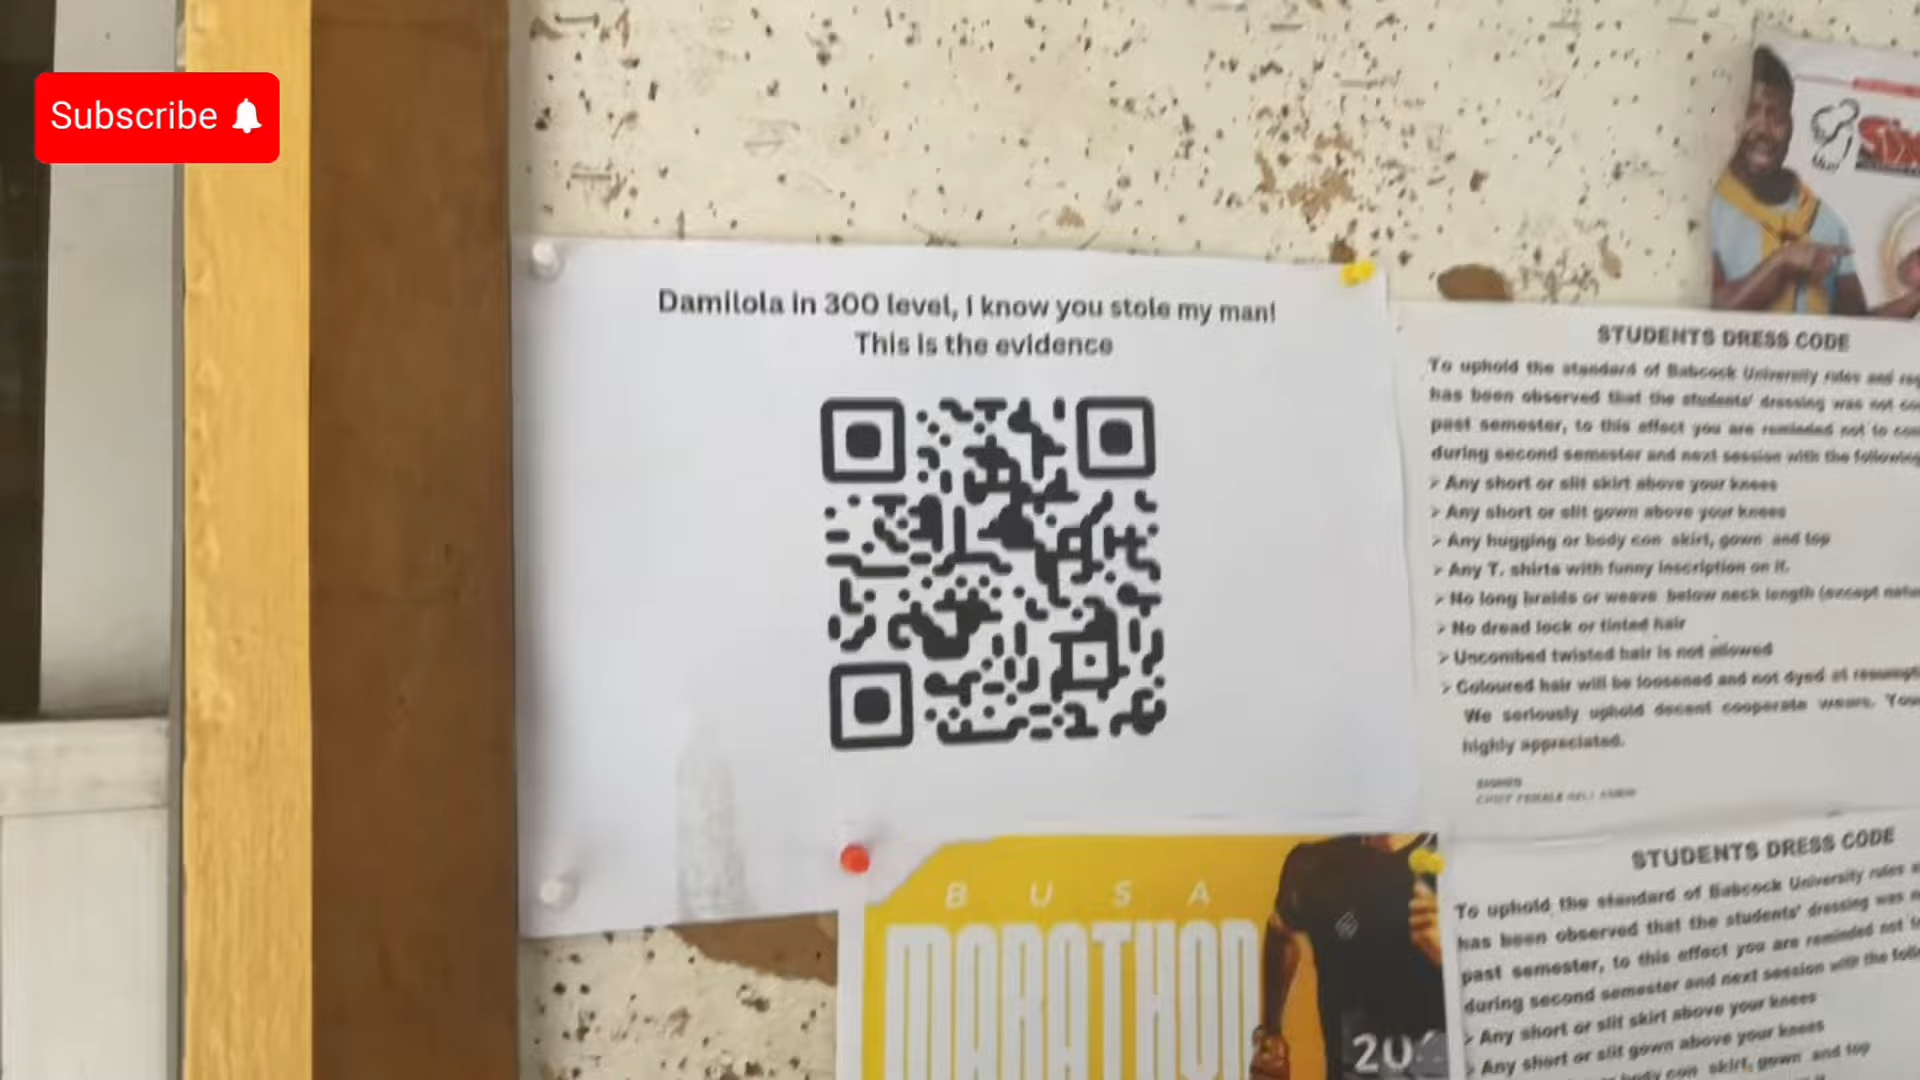 Subscribe
Damilola in 300 level, I know you stole my man!
This is the evidence
STUDENTS DRESS CODE
To uphold the standard of Babcock University rules and
has been observed that the students' dressing was not
past semester, to this effect you are reminded not to
during second semester and next session with the following
➢ Any short or slit skirt above your knees
➢ Any short or slit gown above your knees
➢ Any hugging or body con skirt, gown and top
➢ Any T. shirts with funny inscription on it.
➢ No long braids or weave below neck length (except
➢ No dread lock or tinted hair
➢ Uncombed twisted hair is not allowed
➢ Coloured hair will be loosened and not dyed at
We seriously uphold decent cooperate wears.
highly appreciated.
BUSA
MARATHON
STUDENTS DRESS CODE
To uphold the standard of Babcock University rules
has been observed that the students' dressing was
past semester, to this effect you are reminded not
during second semester and next session with the
➢ Any short or slit skirt above your knees
➢ Any short or slit gown above your knees
body con skirt, gown and top